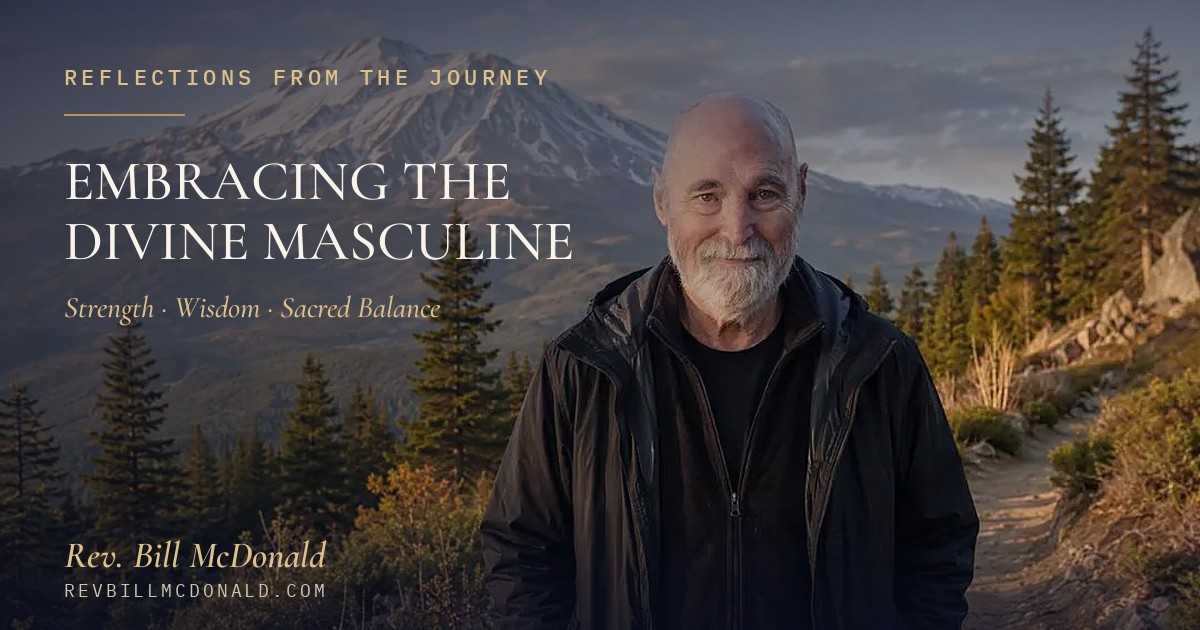 REFLECTIONS FROM THE JOURNEY
EMBRACING THE
DIVINE MASCULINE
Strength · Wisdom · Sacred Balance
Rev. Bill McDonald
REVBILLMCDONALD.COM